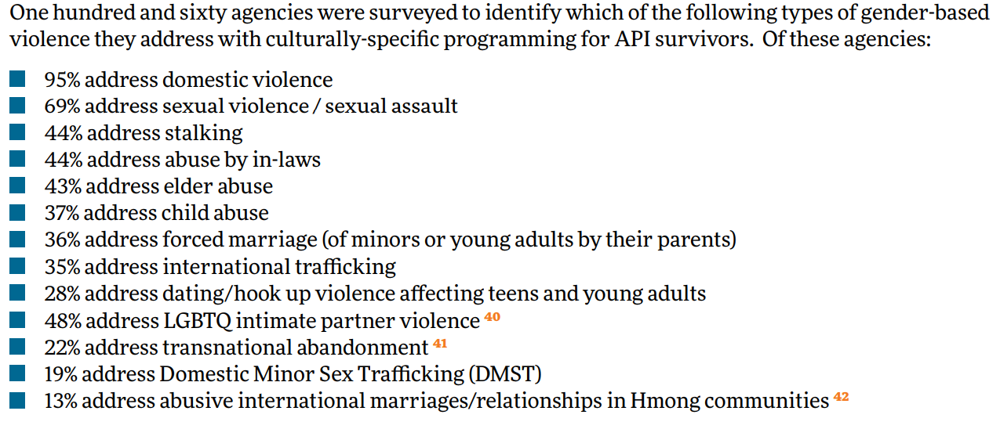 One hundred and sixty agencies were surveyed to identify which of the following types of gender-based
violence they address with culturally-specific programming for API survivors.  Of these agencies:
95% address domestic violence
69% address sexual violence / sexual assault
44% address stalking
44% address abuse by in-laws
43% address elder abuse
37% address child abuse
36% address forced marriage (of minors or young adults by their parents)
35% address international trafficking
28% address dating/hook up violence affecting teens and young adults
48% address LGBTQ intimate partner violence 40
22% address transnational abandonment 41
19% address Domestic Minor Sex Trafficking (DMST)
13% address abusive international marriages/relationships in Hmong communities 42